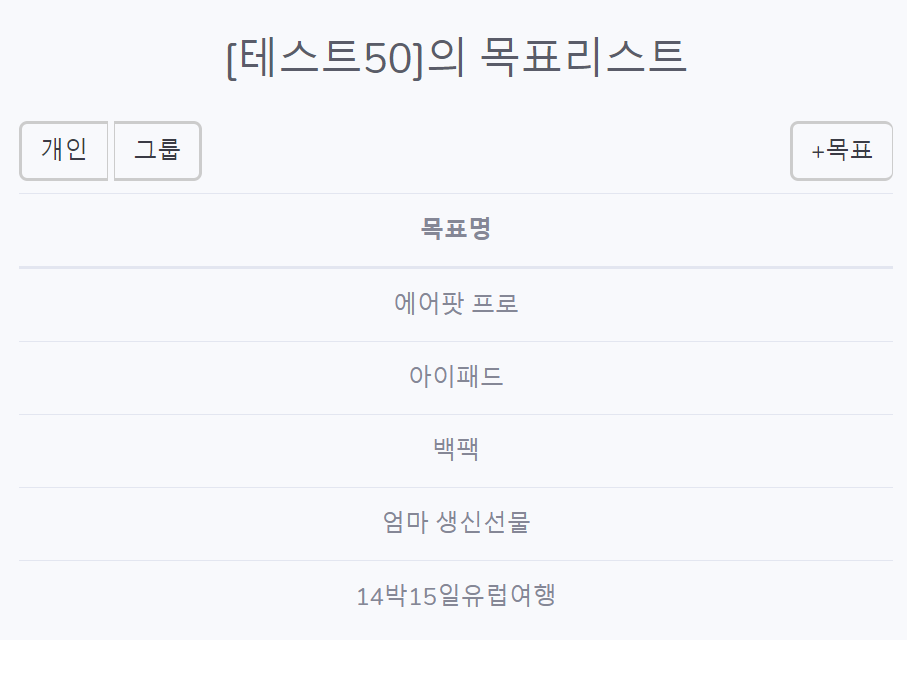 [테스트50]의 목표리스트
개인 그룹 +목표
목표명
에어팟 프로
아이패드
백팩
엄마 생신선물
14박15일유럽여행